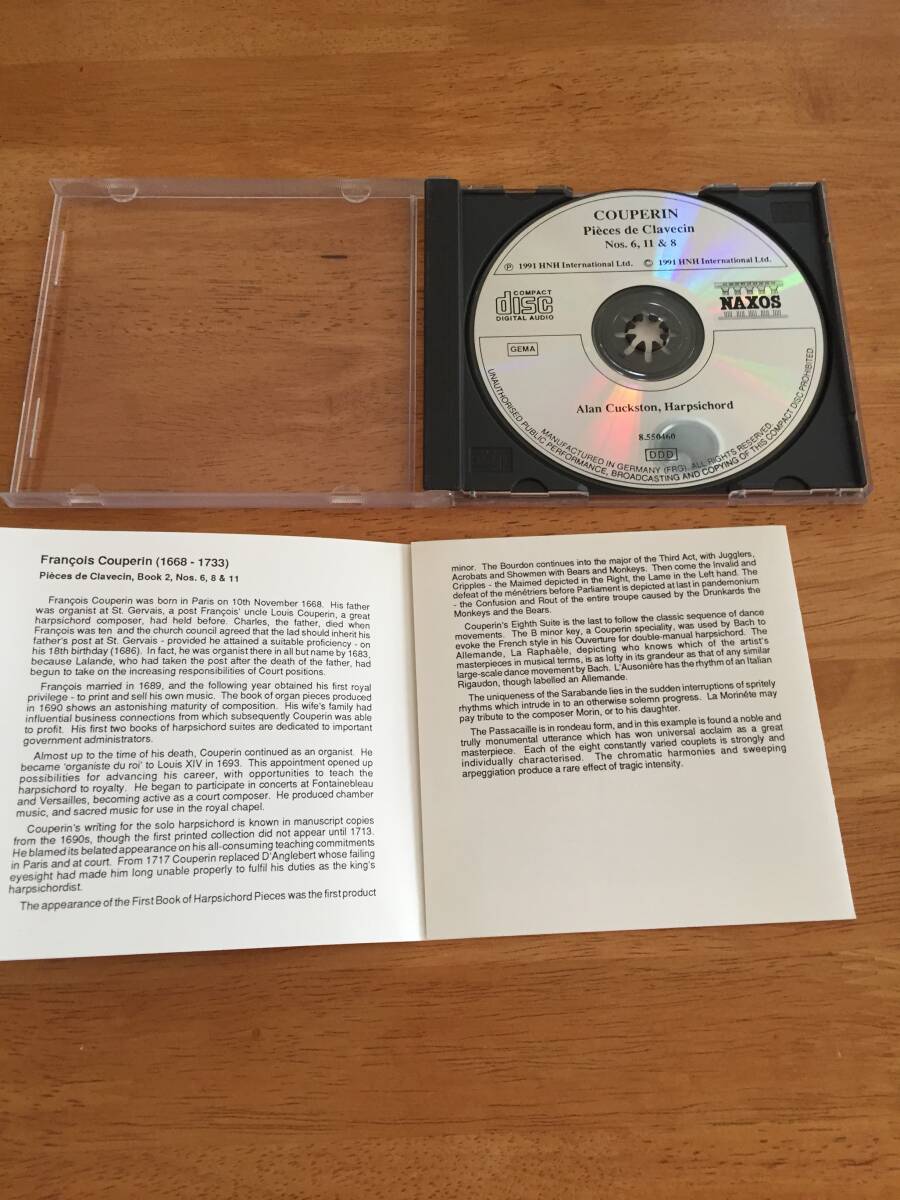 COUPERIN
Pièces de Clavecin
Nos. 6, 11 & 8
℗ 1991 HNH International Ltd. © 1991 HNH International Ltd.
COMPACT
disc
DIGITAL AUDIO
NAXOS
GEMA
Alan Cuckston, Harpsichord
8.550460
DDD
UNAUTHORISED PUBLIC PERFORMANCE, BROADCASTING AND COPYING OF THIS COMPACT DISC PROHIBITED
MANUFACTURED IN GERMANY (FRG). ALL RIGHTS RESERVED.
François Couperin (1668 - 1733)
Pièces de Clavecin, Book 2, Nos. 6, 8 & 11
François Couperin was born in Paris on 10th November 1668. His father
was organist at St. Gervais, a post François' uncle Louis Couperin, a great
harpsichord composer, had held before. Charles, the father, died when
François was ten and the church council agreed that the lad should inherit his
father's post at St. Gervais - provided he attained a suitable proficiency - on
his 18th birthday (1686). In fact, he was organist there in all but name by 1683,
because Lalande, who had taken the post after the death of the father, had
begun to take on the increasing responsibilities of Court positions.
François married in 1689, and the following year obtained his first royal
privilege - to print and sell his own music. The book of organ pieces produced
in 1690 shows an astonishing maturity of composition. His wife's family had
influential business connections from which subsequently Couperin was able
to profit. His first two books of harpsichord suites are dedicated to important
government administrators.
Almost up to the time of his death, Couperin continued as an organist. He
became 'organiste du roi' to Louis XIV in 1693. This appointment opened up
possibilities for advancing his career, with opportunities to teach the
harpsichord to royalty. He began to participate in concerts at Fontainebleau
and Versailles, becoming active as a court composer. He produced chamber
music, and sacred music for use in the royal chapel.
Couperin's writing for the solo harpsichord is known in manuscript copies
from the 1690s, though the first printed collection did not appear until 1713.
He blamed its belated appearance on his all-consuming teaching commitments
in Paris and at court. From 1717 Couperin replaced D'Anglebert whose failing
eyesight had made him long unable properly to fulfil his duties as the king's
harpsichordist.
The appearance of the First Book of Harpsichord Pieces was the first product
minor. The Bourdon continues into the major of the Third Act, with Jugglers,
Acrobats and Showmen with Bears and Monkeys. Then come the Invalid and
Cripples - the Maimed depicted in the Right, the Lame in the Left hand. The
defeat of the ménétriers before Parliament is depicted at last in pandemonium
- the Confusion and Rout of the entire troupe caused by the Drunkards the
Monkeys and the Bears.
Couperin's Eighth Suite is the last to follow the classic sequence of dance
movements. The B minor key, a Couperin speciality, was used by Bach to
evoke the French style in his Ouverture for double-manual harpsichord. The
Allemande, La Raphaèle, depicting who knows which of the artist's
masterpieces in musical terms, is as lofty in its grandeur as that of any similar
large-scale dance movement by Bach. L'Ausonière has the rhythm of an Italian
Rigaudon, though labelled an Allemande.
The uniqueness of the Sarabande lies in the sudden interruptions of spritely
rhythms which intrude in to an otherwise solemn progress. La Morinête may
pay tribute to the composer Morin, or to his daughter.
The Passacaille is in rondeau form, and in this example is found a noble and
trully monumental utterance which has won universal acclaim as a great
masterpiece. Each of the eight constantly varied couplets is strongly and
individually characterised. The chromatic harmonies and sweeping
arpeggiation produce a rare effect of tragic intensity.